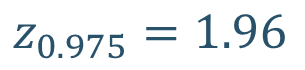 z₀.₉₇₅ = 1.96